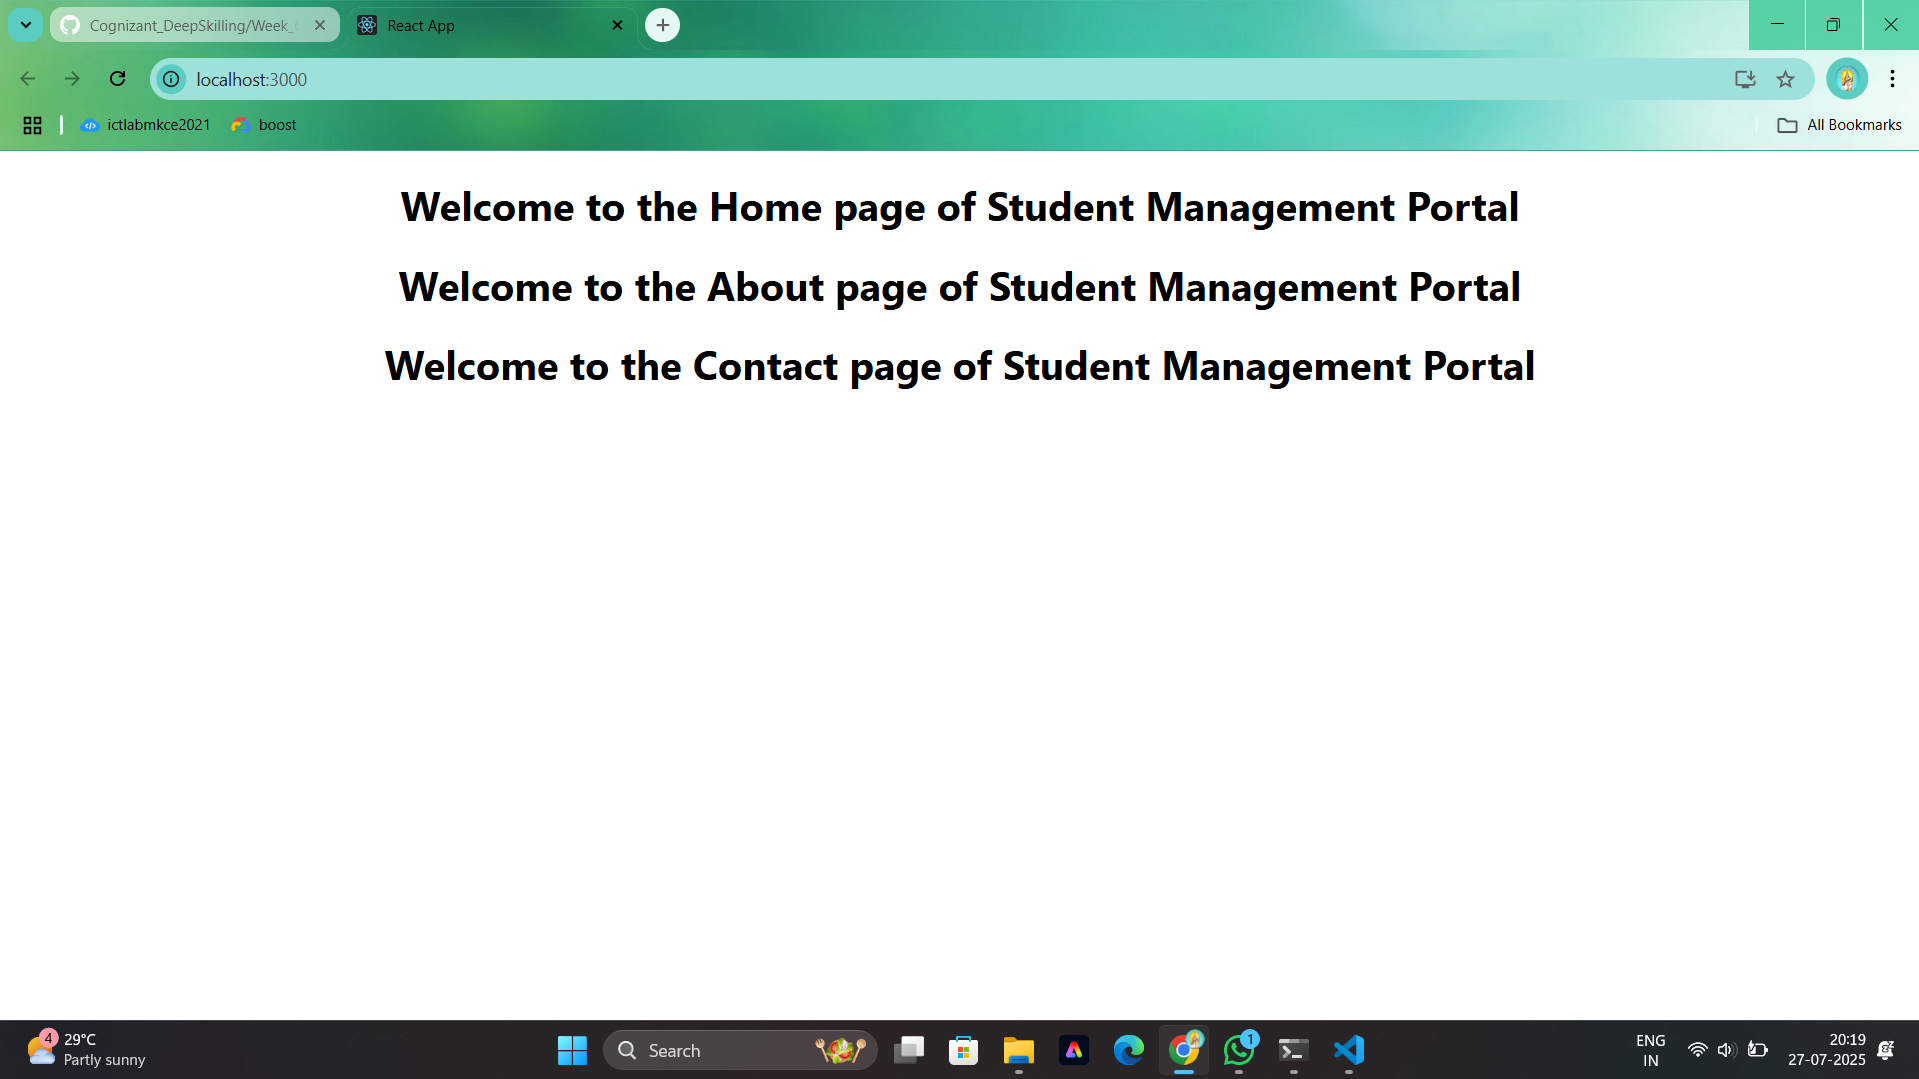 Cognizant_DeepSkilling/Week_
React App
localhost:3000
ictlabmkce2021
boost
All Bookmarks
Welcome to the Home page of Student Management Portal
Welcome to the About page of Student Management Portal
Welcome to the Contact page of Student Management Portal
4
29°C
Partly sunny
Search
1
ENG
IN
20:19
27-07-2025